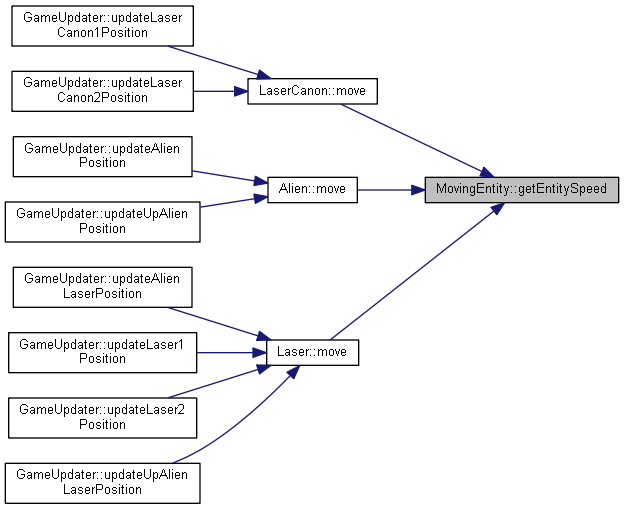 GameUpdater::updateLaser
Canon1Position
GameUpdater::updateLaser
Canon2Position
LaserCanon::move
GameUpdater::updateAlien
Position
GameUpdater::updateUpAlien
Position
Alien::move
MovingEntity::getEntitySpeed
GameUpdater::updateAlien
LaserPosition
GameUpdater::updateLaser1
Position
GameUpdater::updateLaser2
Position
GameUpdater::updateUpAlien
LaserPosition
Laser::move